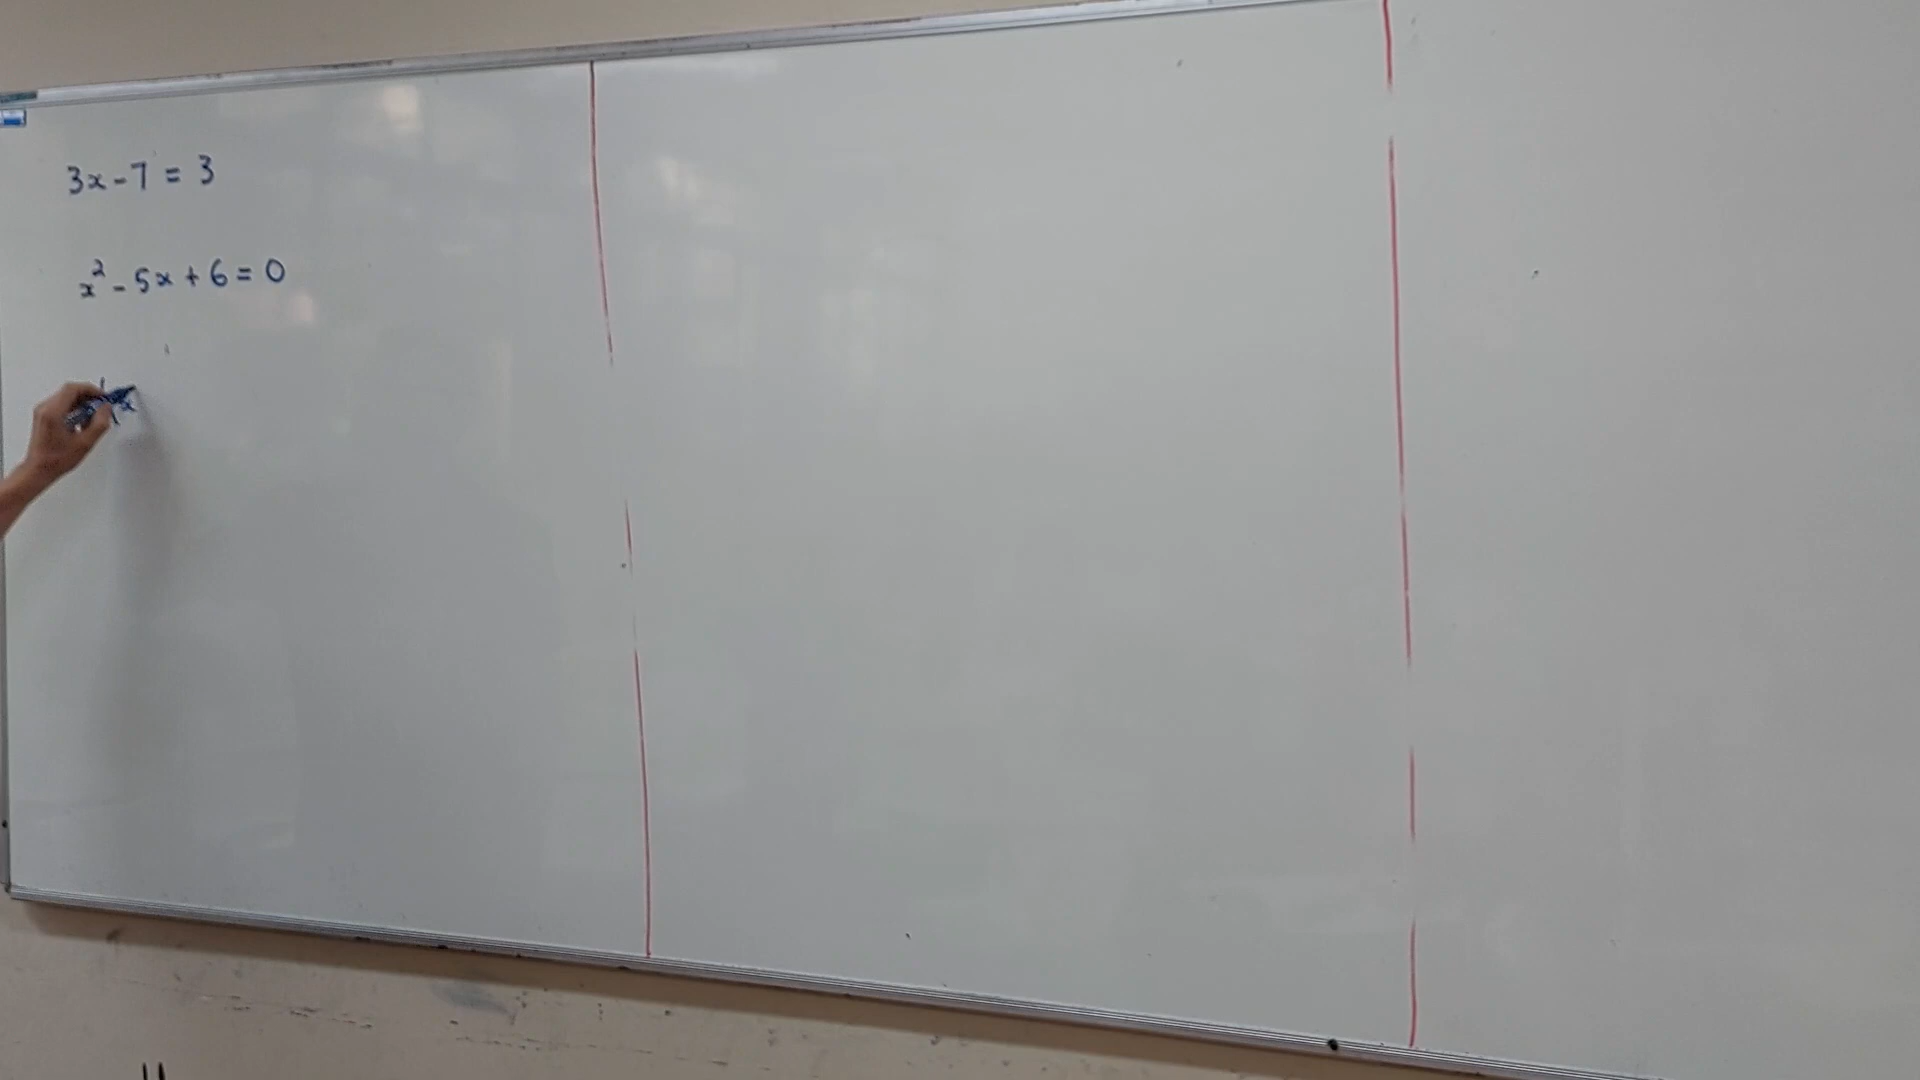 3x - 7 = 3
x² - 5x + 6 = 0